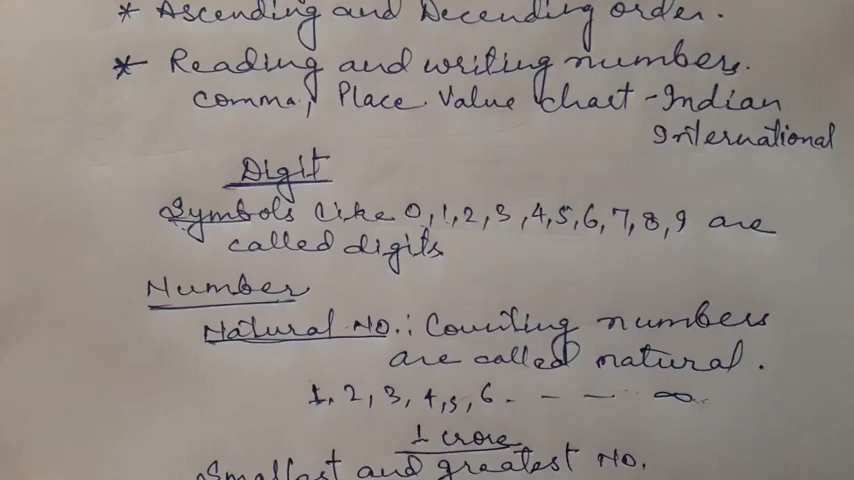 * Ascending and Decending order.
* Reading and writing numbers.
comma, Place Value chart - Indian
International
Digit
Symbols like 0, 1, 2, 3, 4, 5, 6, 7, 8, 9 are
called digits
Number
Natural No.: Counting numbers
are called natural.
1, 2, 3, 4, 5, 6 - - - - ∞
1 crore
Smallest and greatest No.